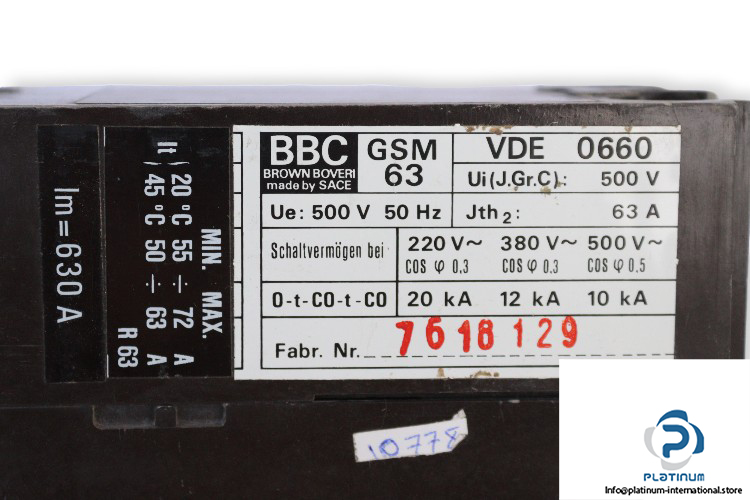 BBC
BROWN BOVERI
made by SACE
GSM
63
VDE 0660
Ui (J.Gr.C): 500 V
Ue: 500 V 50 Hz
Jth2: 63 A
Schaltvermögen bei
220 V~ 380 V~ 500 V~
cos φ 0,3 cos φ 0,3 cos φ 0,5
O-t-CO-t-CO
20 kA 12 kA 10 kA
Fabr. Nr. 7618129
MIN. MAX.
It
20°C 55 ÷ 72 A
45°C 50 ÷ 63 A
R 63
Im=630A
10778
PLATINUM
Info@platinum-international.store